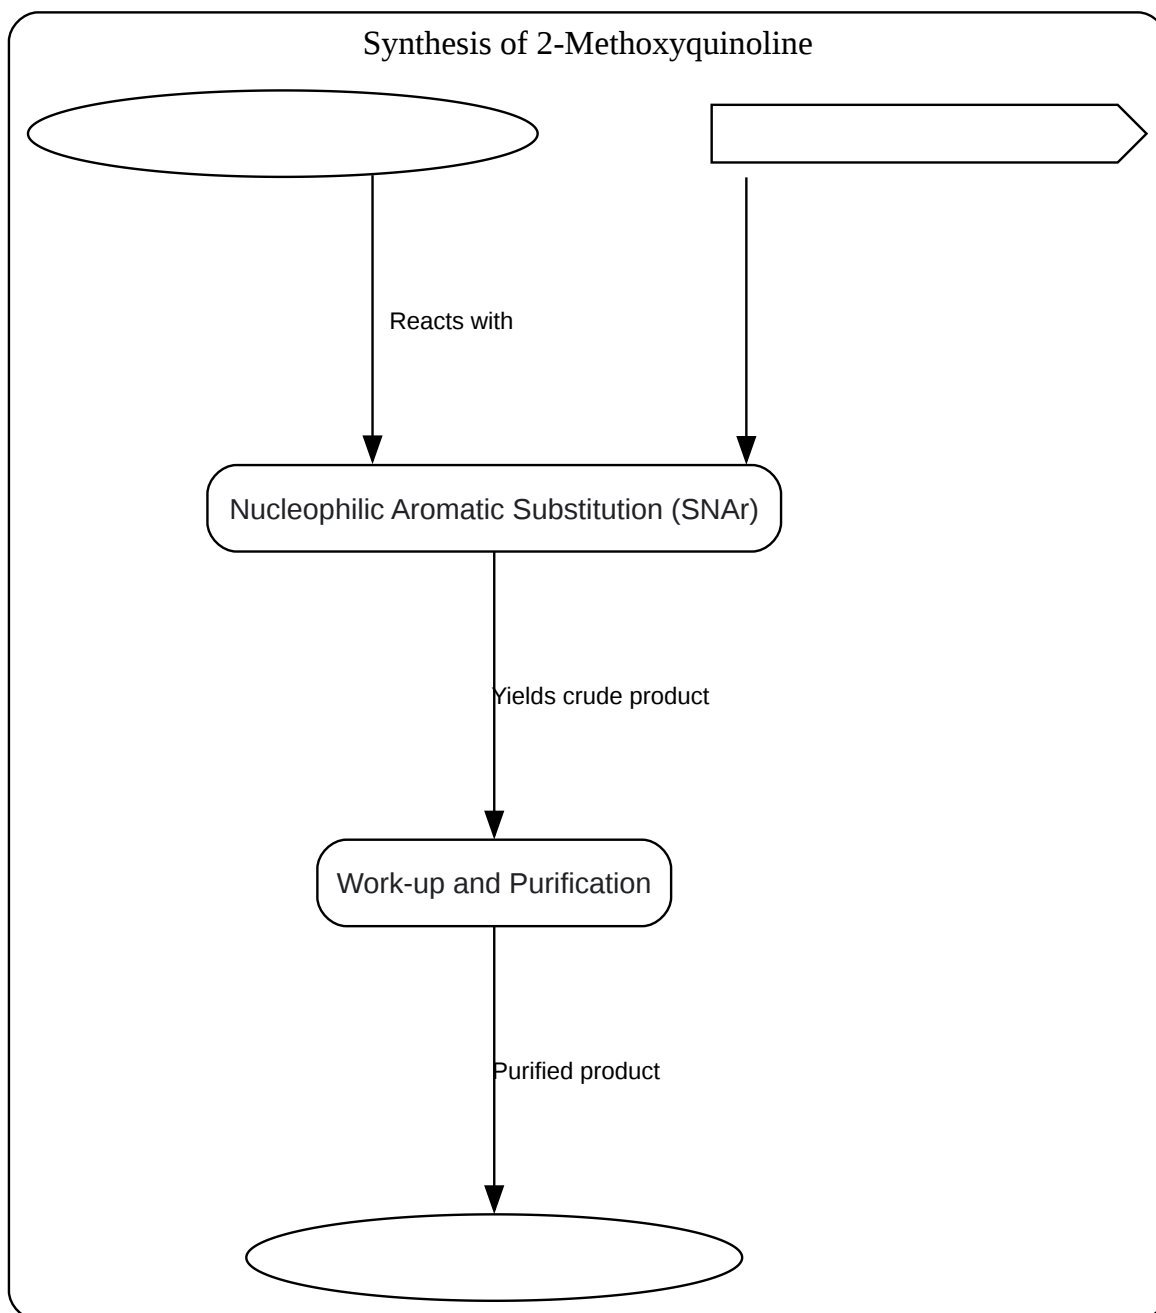 Synthesis of 2-Methoxyquinoline
Reacts with
Nucleophilic Aromatic Substitution (SNAr)
Yields crude product
Work-up and Purification
Purified product